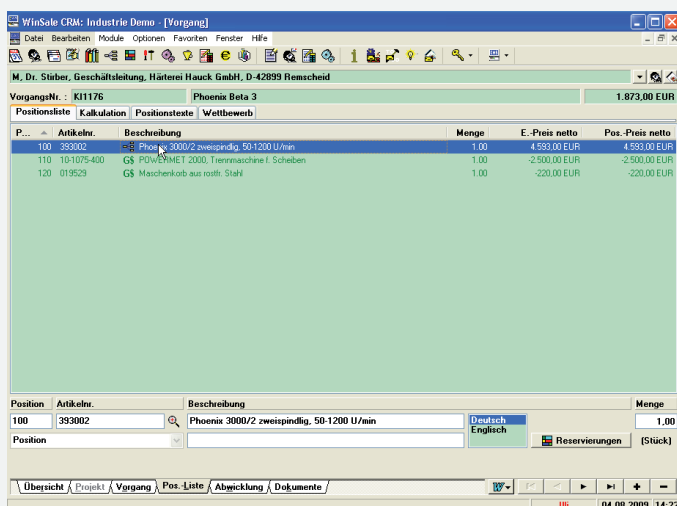 WinSale CRM: Industrie Demo - [Vorgang]
Datei Bearbeiten Module Optionen Favoriten Fenster Hilfe
M, Dr. Stirber, Geschäftsleitung, Härterei Hauck GmbH, D-42899 Remscheid
VorgangsNr. : KI1176 Phoenix Beta 3 1.873,00 EUR
Positionsliste Kalkulation Positionstexte Wettbewerb
P... Artikelnr. Beschreibung Menge E.-Preis netto Pos.-Preis netto
100 393002 Phoenix 3000/2 zweispindlig, 50-1200 U/min 1.00 4.593,00 EUR 4.593,00 EUR
110 10-1075-400 G$ POWERMET 2000, Trennmaschine f. Scheiben 1.00 -2.500,00 EUR -2.500,00 EUR
120 019529 G$ Maschenkorb aus rostfr. Stahl 1.00 -220,00 EUR -220,00 EUR
Position Artikelnr. Beschreibung Menge
100 393002 Phoenix 3000/2 zweispindlig, 50-1200 U/min Deutsch 1,00
Englisch
Position Reservierungen (Stück)
Übersicht Projekt Vorgang Pos.-Liste Abwicklung Dokumente W
Uli 04.08.2009 14:22